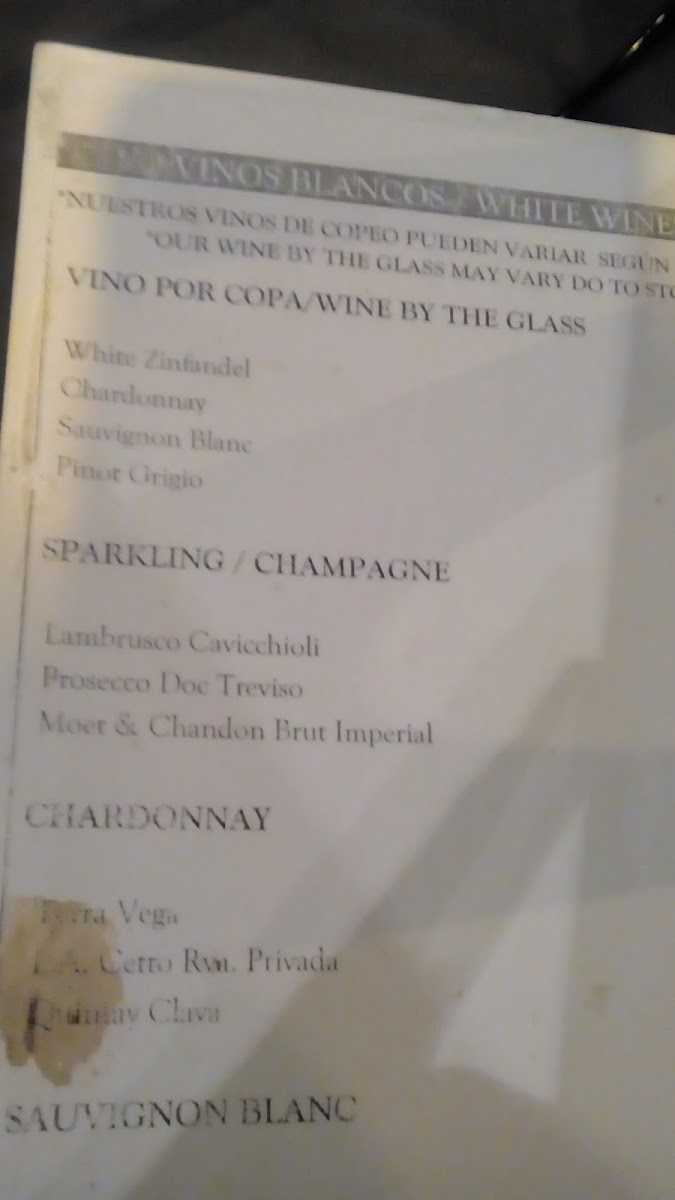 VINOS BLANCOS / WHITE WINE
*NUESTROS VINOS DE COPEO PUEDEN VARIAR SEGÚN
*OUR WINE BY THE GLASS MAY VARY DO TO
VINO POR COPA/WINE BY THE GLASS
White Zinfandel
Chardonnay
Sauvignon Blanc
Pinot Grigio
SPARKLING / CHAMPAGNE
Lambrusco Cavicchioli
Prosecco Doc Treviso
Moet & Chandon Brut Imperial
CHARDONNAY
Terra Vega
L.A. Cetto Rva. Privada
Quintay Clava
SAUVIGNON BLANC